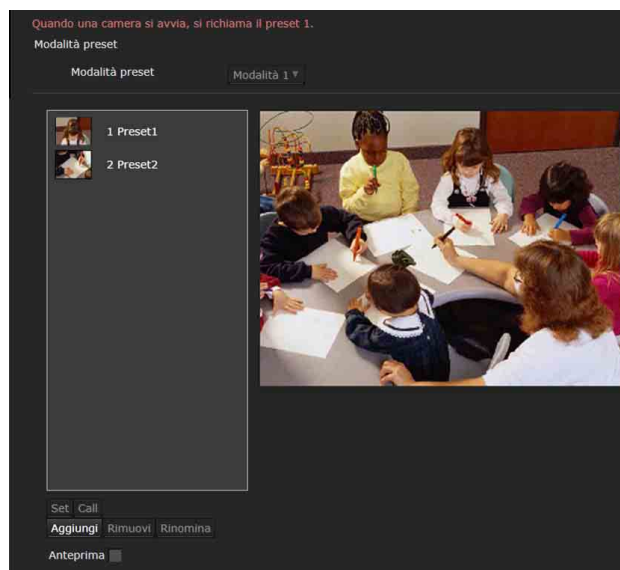 Quando una camera si avvia, si richiama il preset 1.
Modalità preset
Modalità preset Modalità 1
1 Preset1
2 Preset2
Set Call
Aggiungi Rimuovi Rinomina
Anteprima